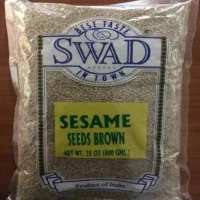 BEST TASTE
SWAD
IN TOWN
SESAME
SEEDS BROWN
NET WT. 28 OZ (800 GMS.)
Product of India